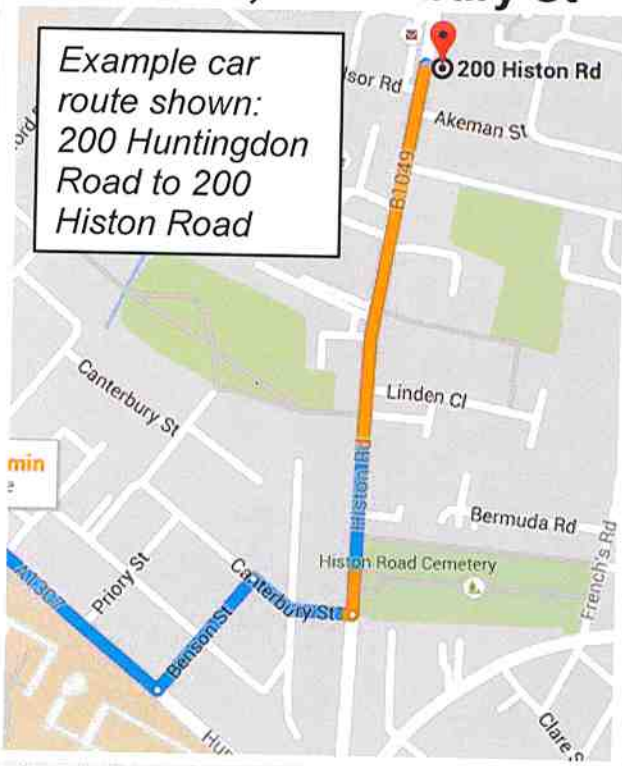 Example car
route shown:
200 Huntingdon
Road to 200
Histon Road
200 Histon Rd
Akeman St
B1049
Linden Cl
Canterbury St
min
Histon Rd
Bermuda Rd
Histon Road Cemetery
French's Rd
A1307
Priory St
Canterbury St
Benson St